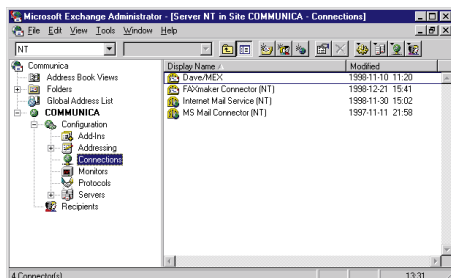 Microsoft Exchange Administrator - [Server NT in Site COMMUNICA - Connections]
File Edit View Tools Window Help
NT
Communica
Address Book Views
Folders
Global Address List
COMMUNICA
Configuration
Add-Ins
Addressing
Connections
Monitors
Protocols
Servers
Recipients
Display Name Modified
Dave/MEX 1998-11-10 11:20
FAXmaker Connector (NT) 1998-12-21 15:41
Internet Mail Service (NT) 1998-11-30 15:02
MS Mail Connector (NT) 1997-11-11 21:58
4 Connector(s) 13:31